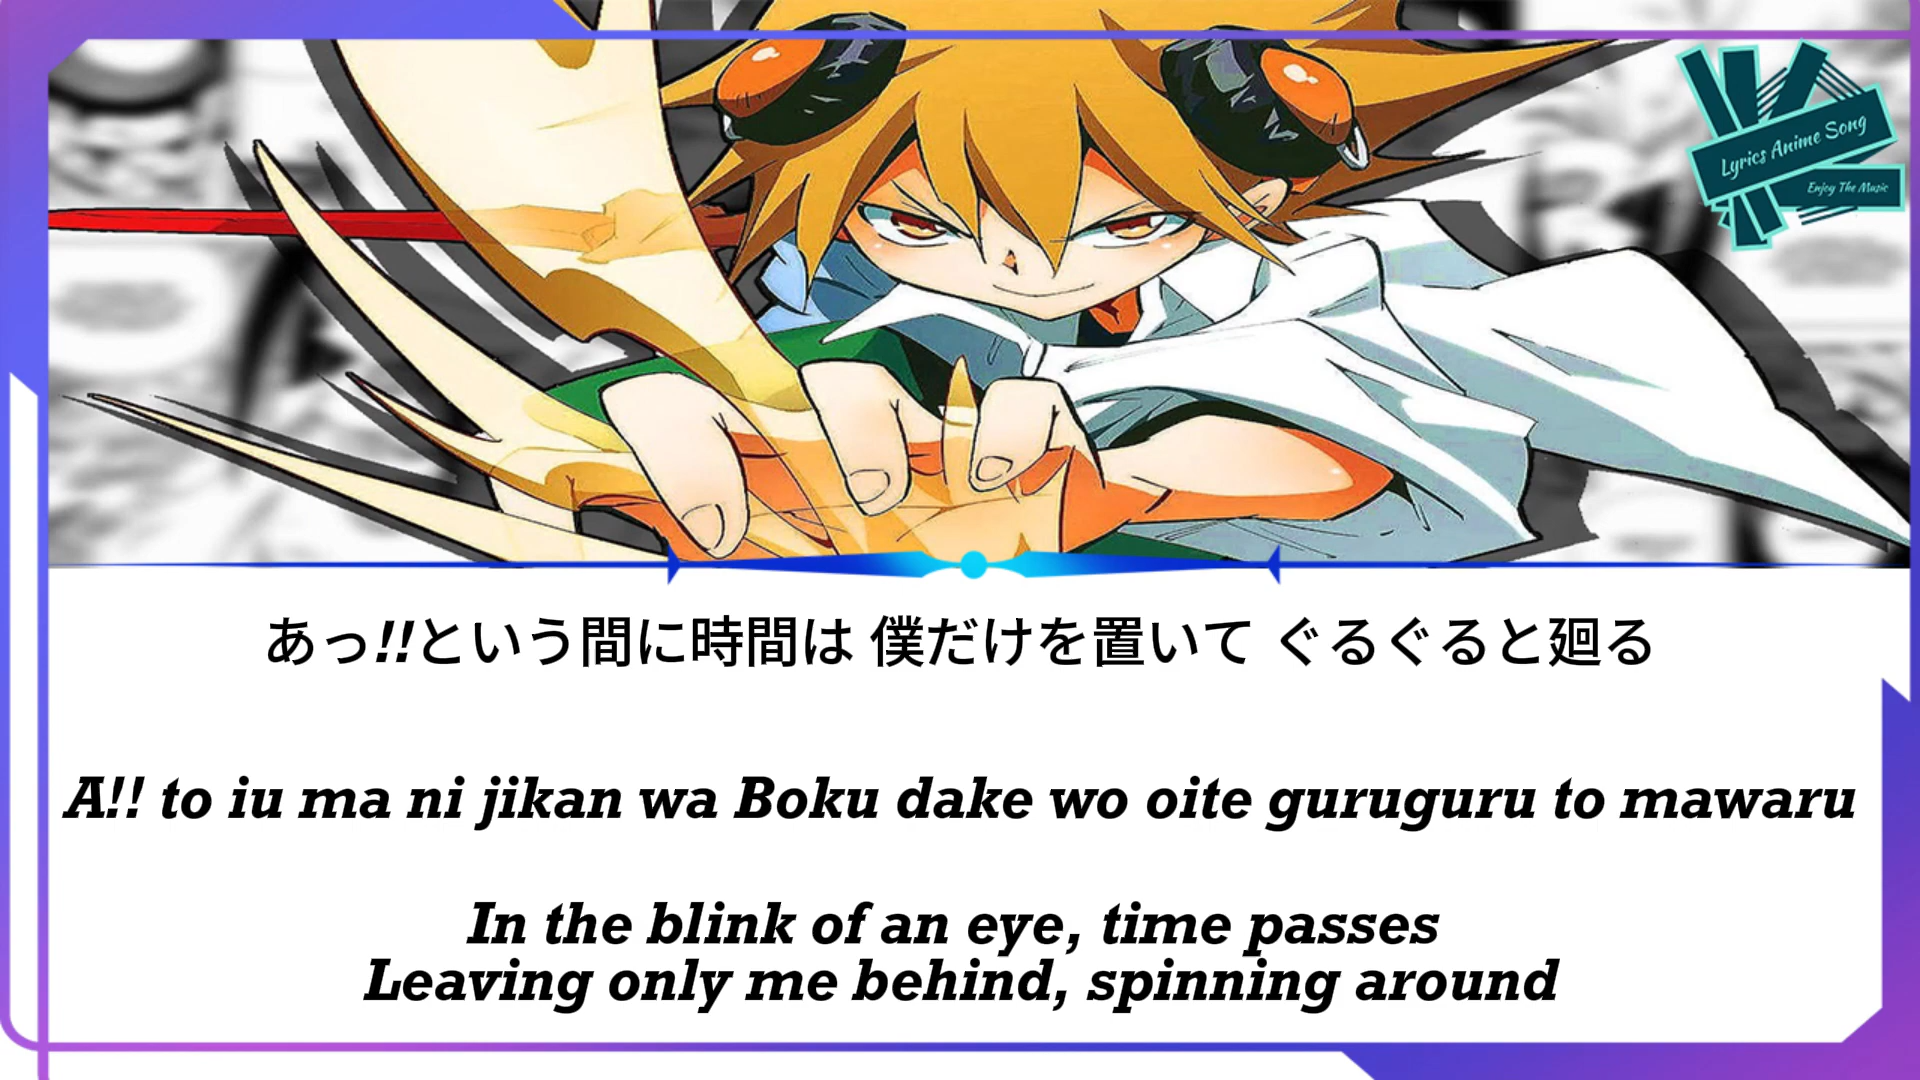 Lyrics Anime Song
Enjoy The Music
あっ!!という間に時間は 僕だけを置いて ぐるぐると廻る
A!! to iu ma ni jikan wa Boku dake wo oite guruguru to mawaru
In the blink of an eye, time passes
Leaving only me behind, spinning around